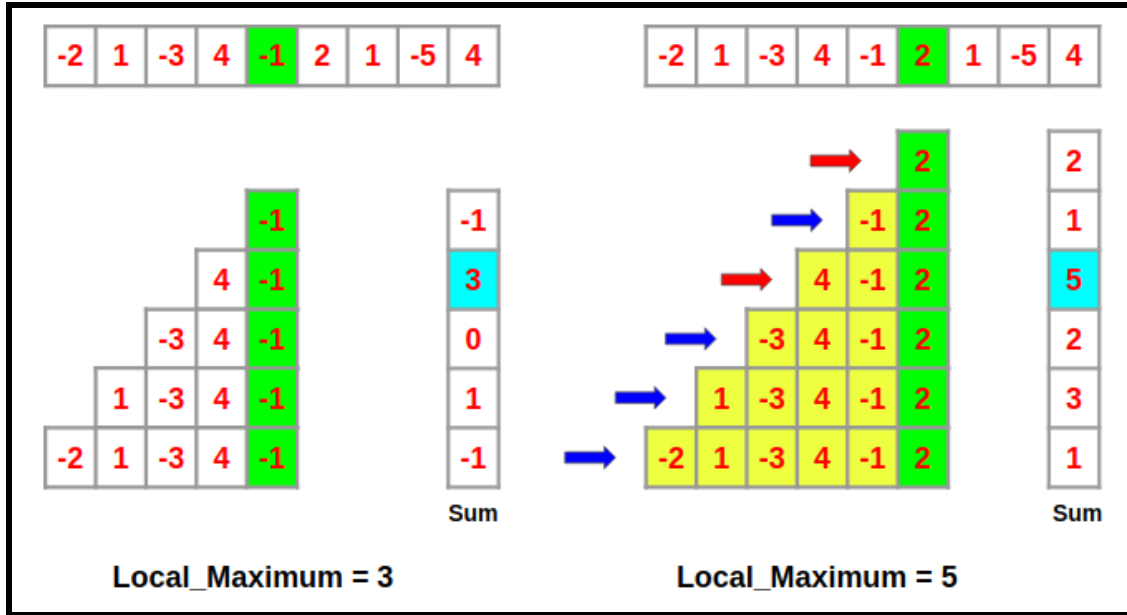 -2 1 -3 4 -1 2 1 -5 4
-1 -1
4 -1 3
-3 4 -1 0
1 -3 4 -1 1
-2 1 -3 4 -1 -1
Sum
Local_Maximum = 3
-2 1 -3 4 -1 2 1 -5 4
2 2
-1 2 1
4 -1 2 5
-3 4 -1 2 2
1 -3 4 -1 2 3
-2 1 -3 4 -1 2 1
Sum
Local_Maximum = 5